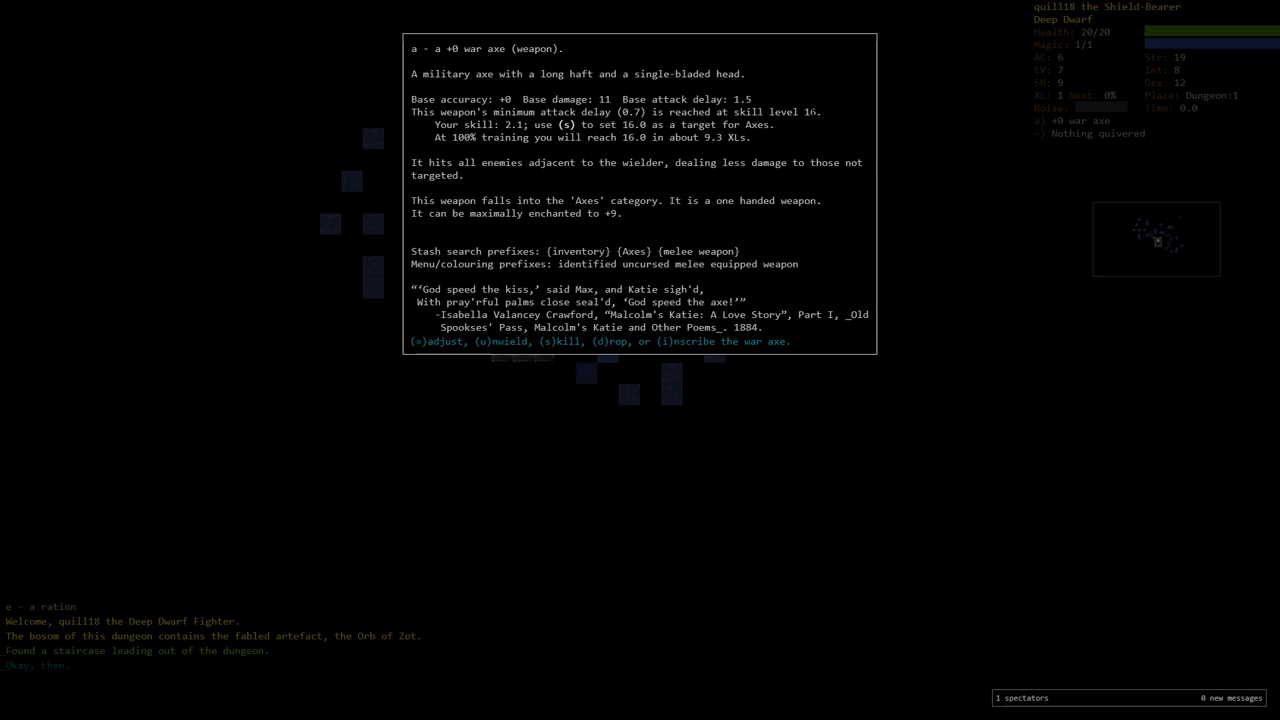 a - a +0 war axe (weapon).
A military axe with a long haft and a single-bladed head.
Base accuracy: +0  Base damage: 11  Base attack delay: 1.5
This weapon's minimum attack delay (0.7) is reached at skill level 16.
Your skill: 2.1; use (s) to set 16.0 as a target for Axes.
At 100% training you will reach 16.0 in about 9.3 XLs.
It hits all enemies adjacent to the wielder, dealing less damage to those not
targeted.
This weapon falls into the 'Axes' category. It is a one handed weapon.
It can be maximally enchanted to +9.
Stash search prefixes: {inventory} {Axes} {melee weapon}
Menu/colouring prefixes: identified uncursed melee equipped weapon
“‘God speed the kiss,’ said Max, and Katie sigh'd,
With pray'rful palms close seal'd, ‘God speed the axe!’”
-Isabella Valancey Crawford, “Malcolm's Katie: A Love Story”, Part I, _Old
Spookses' Pass, Malcolm's Katie and Other Poems_. 1884.
(=)adjust, (u)nwield, (s)kill, (d)rop, or (i)nscribe the war axe.
quill18 the Shield-Bearer
Deep Dwarf
Health: 20/20
Magic: 1/1
AC: 6 Str: 19
EV: 7 Int: 8
SH: 9 Dex: 12
XL: 1 Next: 0% Place: Dungeon:1
Noise: Time: 0.0
a) +0 war axe
-) Nothing quivered
e - a ration
Welcome, quill18 the Deep Dwarf Fighter.
The bosom of this dungeon contains the fabled artefact, the Orb of Zot.
_Found a staircase leading out of the dungeon.
_Okay, then.
1 spectators 0 new messages